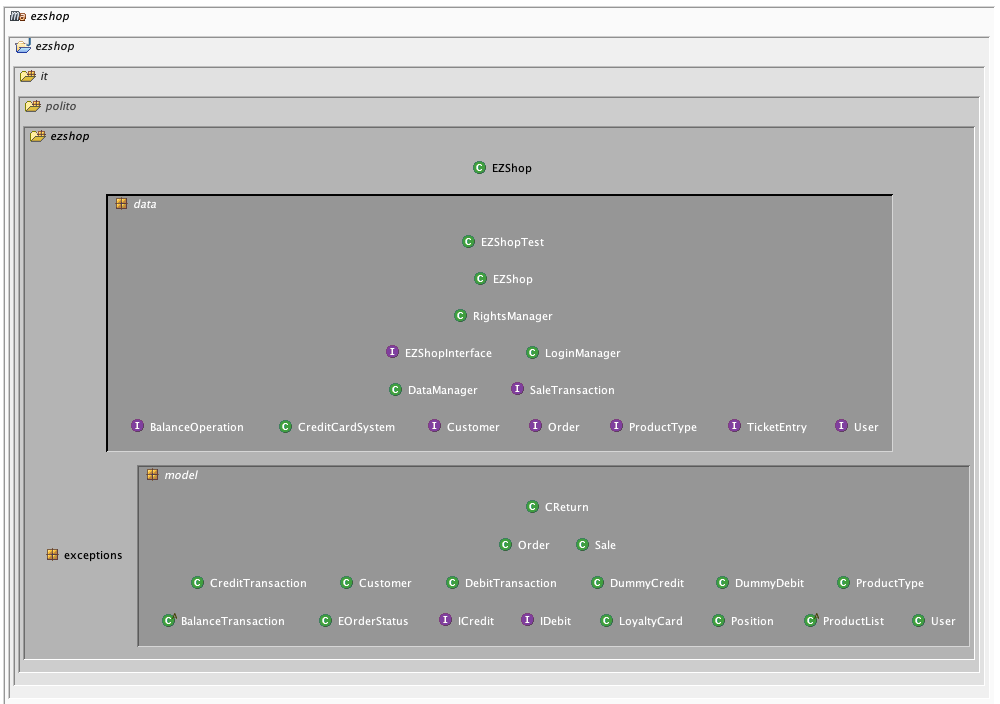 ezshop
ezshop
it
polito
ezshop
C EZShop
data
C EZShopTest
C EZShop
C RightsManager
I EZShopInterface C LoginManager
C DataManager I SaleTransaction
I BalanceOperation C CreditCardSystem I Customer I Order I ProductType I TicketEntry I User
model
C CReturn
C Order C Sale
exceptions
C CreditTransaction C Customer C DebitTransaction C DummyCredit C DummyDebit C ProductType
C A BalanceTransaction C EOrderStatus I ICredit I IDebit C LoyaltyCard C Position C A ProductList C User